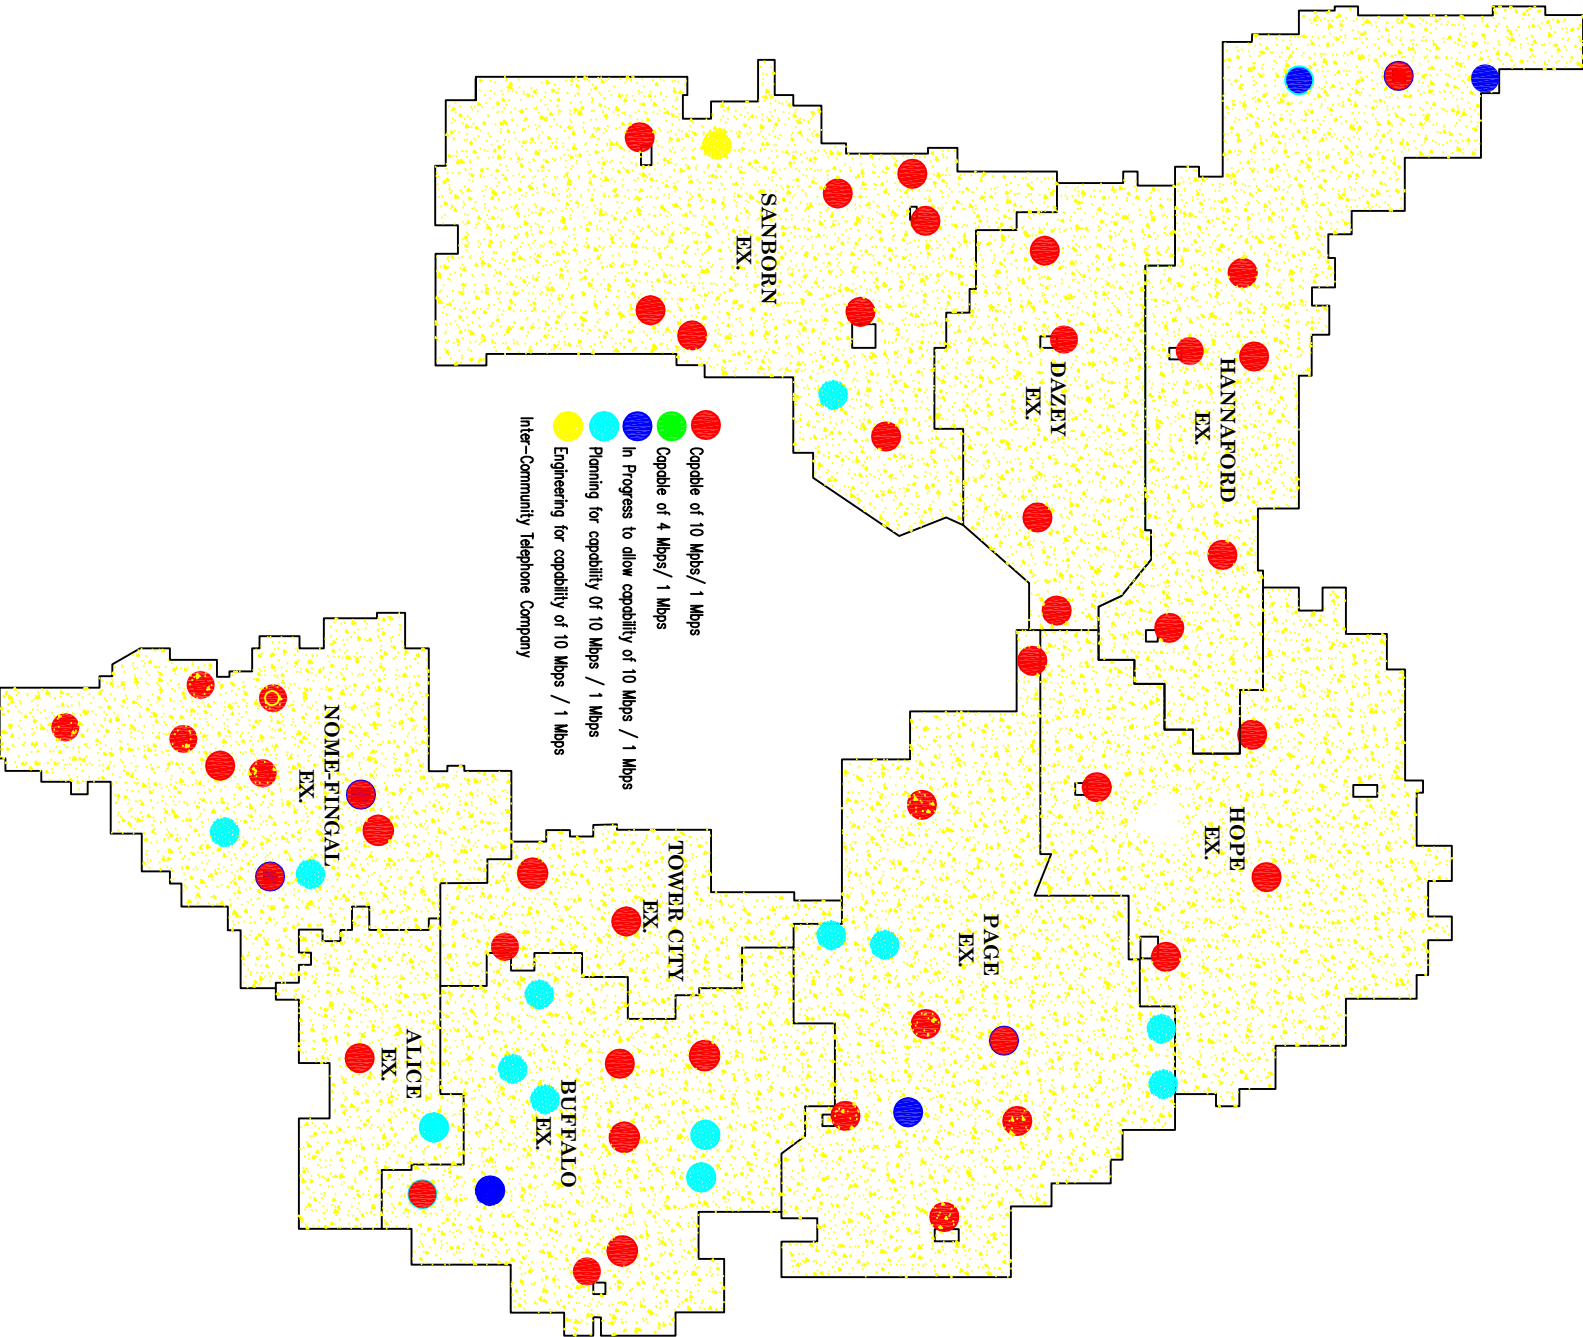 HANNAFORD
EX.
DAZEY
EX.
SANBORN
EX.
HOPE
EX.
PAGE
EX.
TOWER CITY
EX.
BUFFALO
EX.
ALICE
EX.
NOME-FINGAL
EX.
Capable of 10 Mpbs/ 1 Mbps
Capable of 4 Mbps/ 1 Mbps
In Progress to allow capability of 10 Mbps / 1 Mbps
Planning for capability Of 10 Mbps / 1 Mbps
Engineering for capability of 10 Mbps / 1 Mbps
Inter-Community Telephone Company